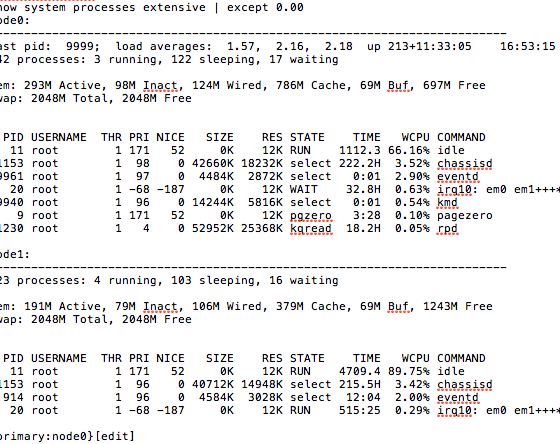 how system processes extensive | except 0.00
ode0:
--------------------------------------------------------------------------
ast pid:  9999;  load averages:  1.57,  2.16,  2.18  up 213+11:33:05    16:53:15
42 processes: 3 running, 122 sleeping, 17 waiting
em: 293M Active, 98M Inact, 124M Wired, 786M Cache, 69M Buf, 697M Free
wap: 2048M Total, 2048M Free
PID USERNAME  THR PRI NICE   SIZE    RES STATE    TIME   WCPU COMMAND
11 root        1 171   52     0K    12K RUN    1112.3 66.16% idle
1153 root        1  98    0 42660K 18232K select 222.2H  3.52% chassisd
9961 root        1  97    0  4484K  2872K select   0:01  2.90% eventd
20 root        1 -68 -187     0K    12K WAIT    32.8H  0.63% irq10: em0 em1+++*
9940 root        1  96    0 14244K  5816K select   0:01  0.54% kmd
9 root        1 171   52     0K    12K pgzero   3:28  0.10% pagezero
1230 root        1   4    0 52952K 25368K kqread  18.2H  0.05% rpd
ode1:
--------------------------------------------------------------------------
23 processes: 4 running, 103 sleeping, 16 waiting
em: 191M Active, 79M Inact, 106M Wired, 379M Cache, 69M Buf, 1243M Free
wap: 2048M Total, 2048M Free
PID USERNAME  THR PRI NICE   SIZE    RES STATE    TIME   WCPU COMMAND
11 root        1 171   52     0K    12K RUN    4709.4 89.75% idle
1153 root        1  96    0 40712K 14948K select 215.5H  3.42% chassisd
914 root        1  96    0  4584K  3028K select  12:04  2.00% eventd
20 root        1 -68 -187     0K    12K RUN    515:25  0.29% irq10: em0 em1+++*
primary:node0}[edit]